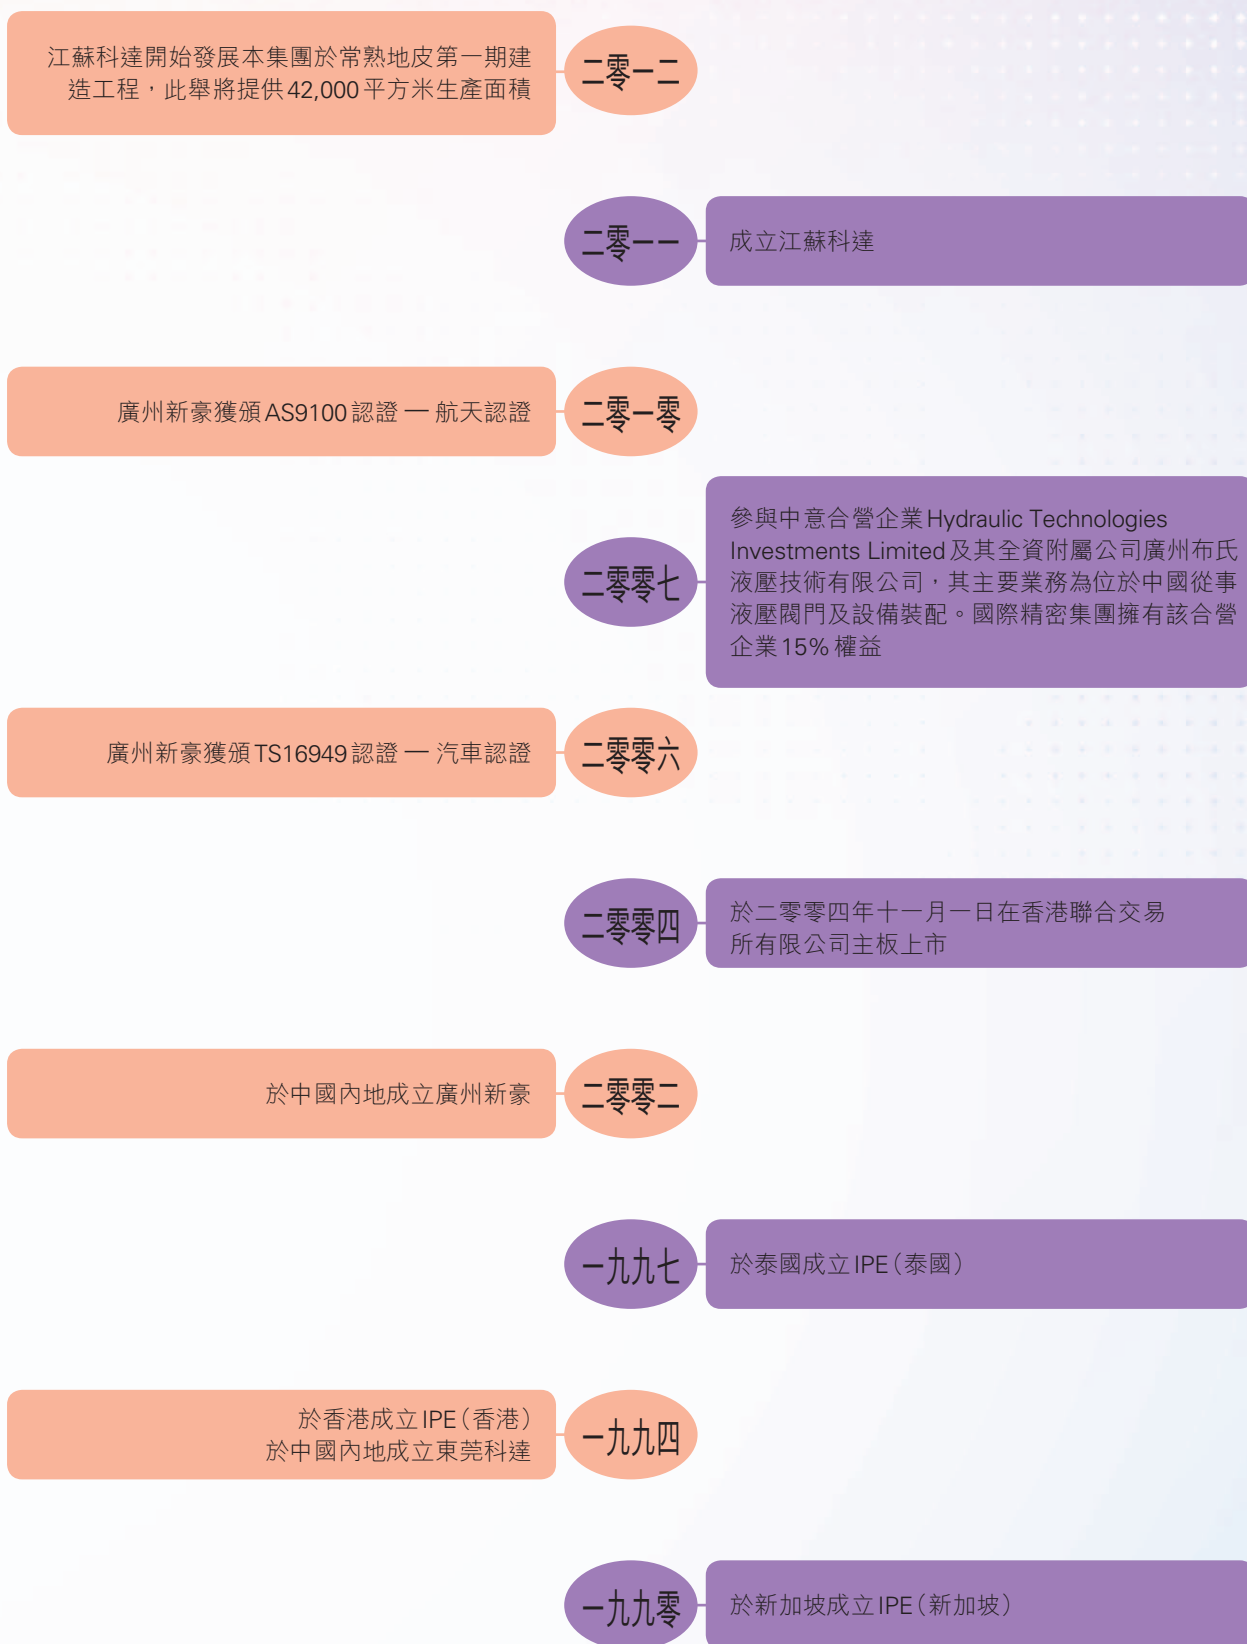 江蘇科達開始發展本集團於常熟地皮第一期建
造工程，此舉將提供42,000平方米生產面積
二零一二
二零一一
成立江蘇科達
廣州新豪獲頒AS9100認證 — 航天認證
二零一零
二零零七
參與中意合營企業Hydraulic Technologies
Investments Limited及其全資附屬公司廣州布氏
液壓技術有限公司，其主要業務為位於中國從事
液壓閥門及設備裝配。國際精密集團擁有該合營
企業15%權益
廣州新豪獲頒TS16949認證 — 汽車認證
二零零六
二零零四
於二零零四年十一月一日在香港聯合交易
所有限公司主板上市
於中國內地成立廣州新豪
二零零二
一九九七
於泰國成立IPE（泰國）
於香港成立IPE（香港）
於中國內地成立東莞科達
一九九四
一九九零
於新加坡成立IPE（新加坡）